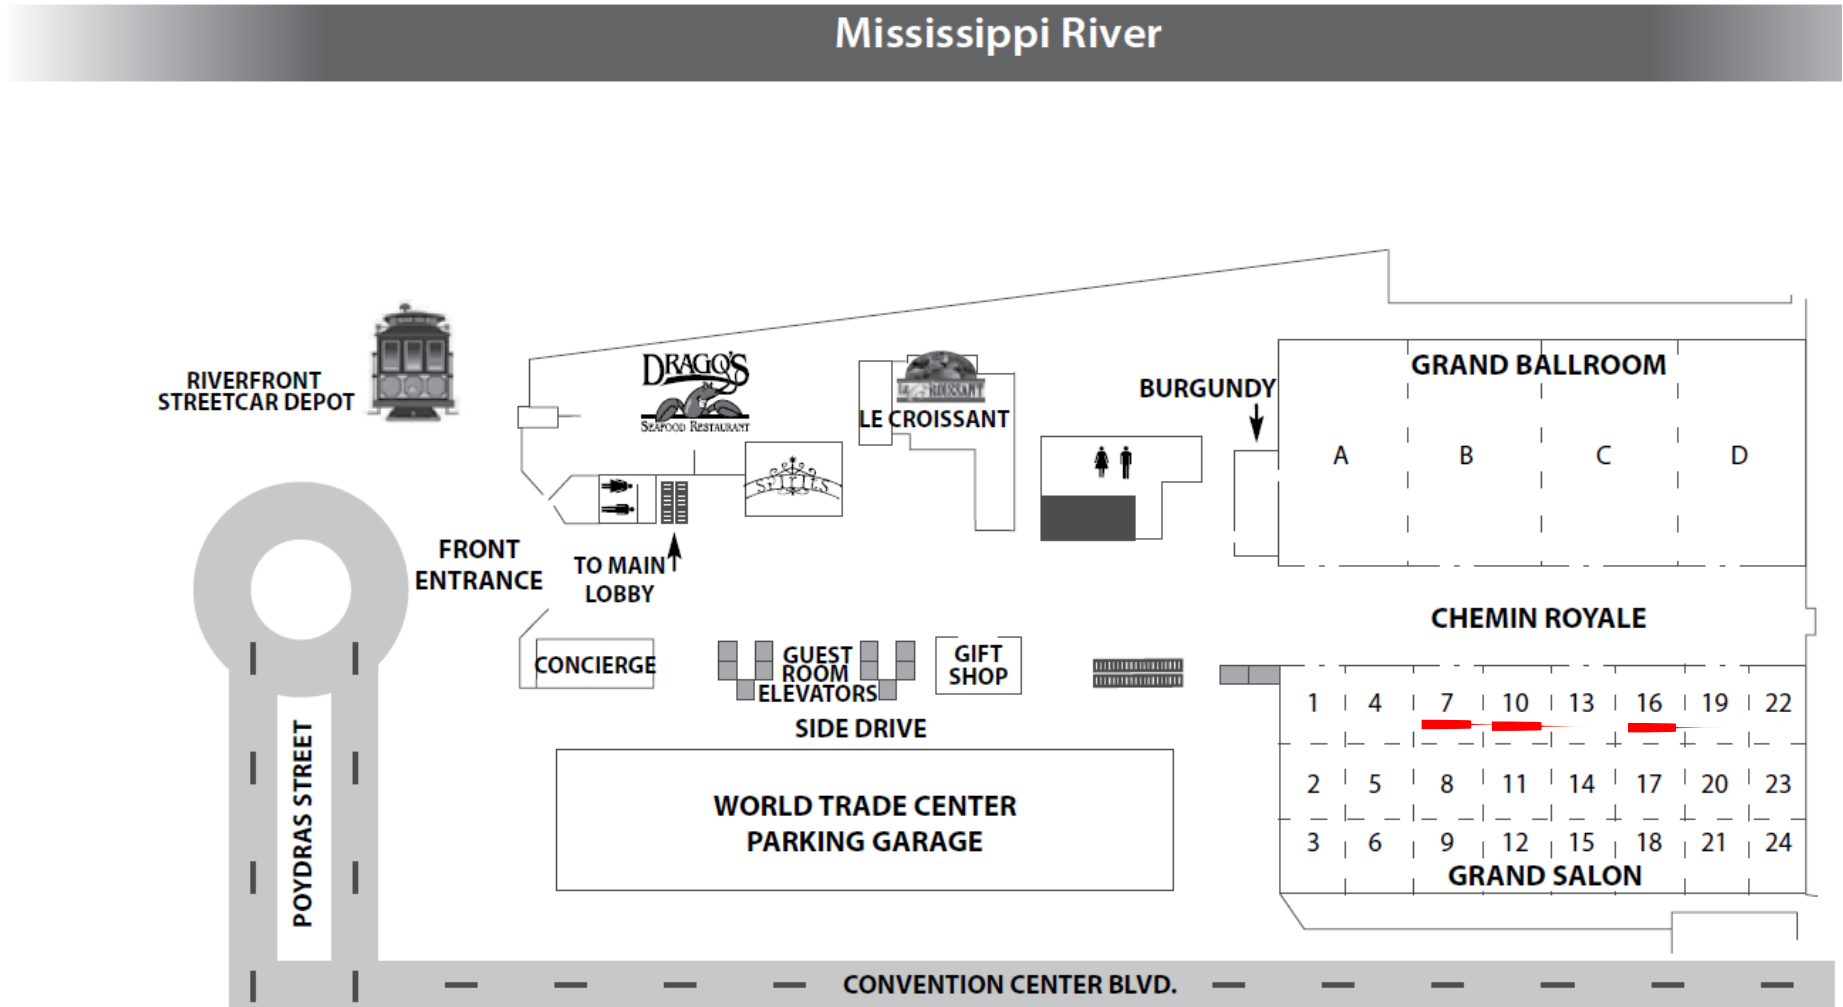 Mississippi River
RIVERFRONT
STREETCAR DEPOT
DRAGO'S
SEAFOOD RESTAURANT
CROISSANT
LE CROISSANT
SPIRITS
BURGUNDY
GRAND BALLROOM
A B C D
FRONT
ENTRANCE
TO MAIN
LOBBY
CHEMIN ROYALE
CONCIERGE
GUEST
ROOM
ELEVATORS
GIFT
SHOP
SIDE DRIVE
1 4 7 10 13 16 19 22
2 5 8 11 14 17 20 23
3 6 9 12 15 18 21 24
GRAND SALON
WORLD TRADE CENTER
PARKING GARAGE
POYDRAS STREET
CONVENTION CENTER BLVD.